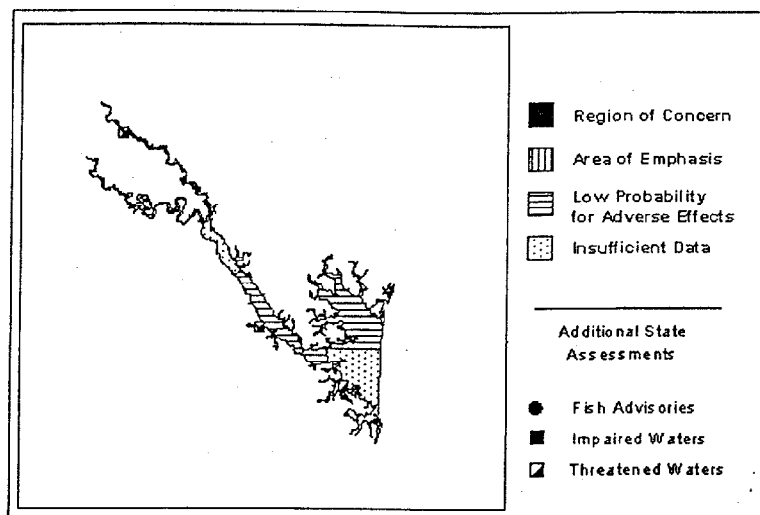 Region of Concern
Area of Emphasis
Low Probability
for Adverse Effects
Insufficient Data
Additional State
Assessments
Fish Advisories
Impaired Waters
Threatened Waters